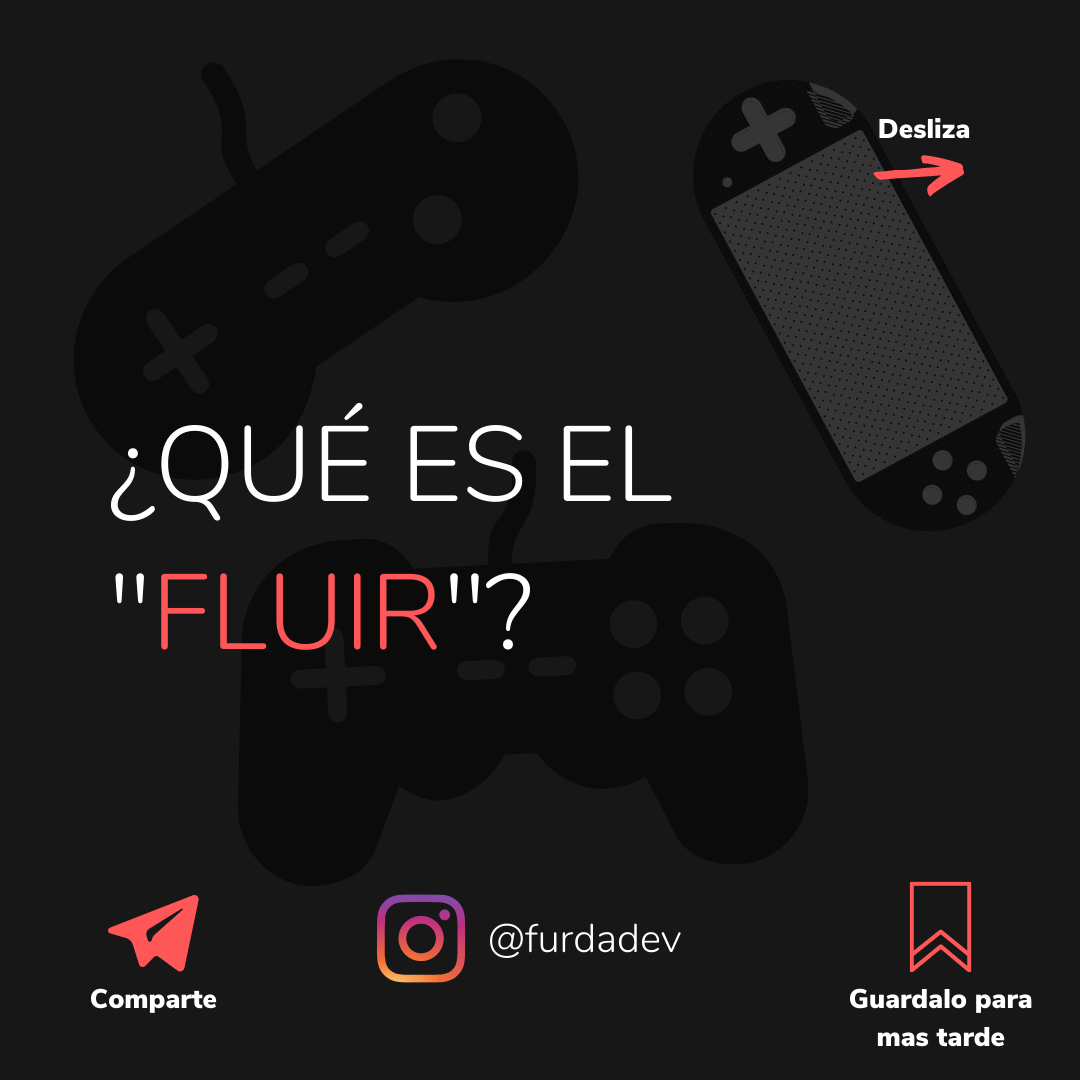 Desliza
¿QUÉ ES EL
"FLUIR"?
@furdadev
Comparte
Guardalo para
mas tarde